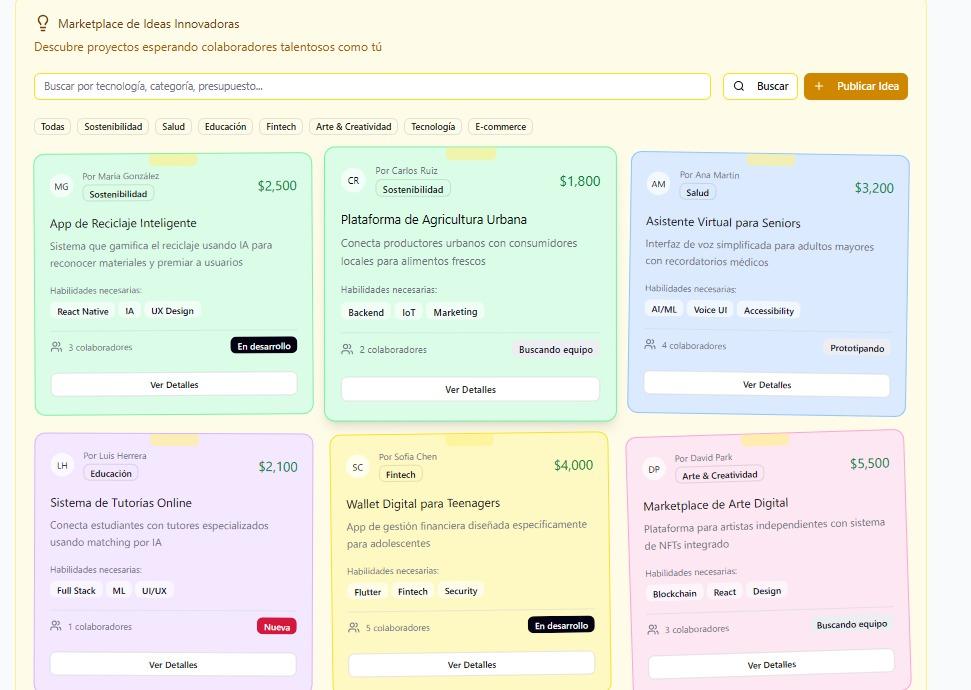 Marketplace de Ideas Innovadoras
Descubre proyectos esperando colaboradores talentosos como tú
Buscar por tecnología, categoría, presupuesto...
Buscar
+ Publicar Idea
Todas
Sostenibilidad
Salud
Educación
Fintech
Arte & Creatividad
Tecnología
E-commerce
MG
Por María González
Sostenibilidad
$2,500
App de Reciclaje Inteligente
Sistema que gamifica el reciclaje usando IA para
reconocer materiales y premiar a usuarios
Habilidades necesarias:
React Native
IA
UX Design
3 colaboradores
En desarrollo
Ver Detalles
CR
Por Carlos Ruiz
Sostenibilidad
$1,800
Plataforma de Agricultura Urbana
Conecta productores urbanos con consumidores
locales para alimentos frescos
Habilidades necesarias:
Backend
IoT
Marketing
2 colaboradores
Buscando equipo
Ver Detalles
AM
Por Ana Martín
Salud
$3,200
Asistente Virtual para Seniors
Interfaz de voz simplificada para adultos mayores
con recordatorios médicos
Habilidades necesarias:
AI/ML
Voice UI
Accessibility
4 colaboradores
Prototipando
Ver Detalles
LH
Por Luis Herrera
Educación
$2,100
Sistema de Tutorías Online
Conecta estudiantes con tutores especializados
usando matching por IA
Habilidades necesarias:
Full Stack
ML
UI/UX
1 colaboradores
Nueva
Ver Detalles
SC
Por Sofia Chen
Fintech
$4,000
Wallet Digital para Teenagers
App de gestión financiera diseñada específicamente
para adolescentes
Habilidades necesarias:
Flutter
Fintech
Security
5 colaboradores
En desarrollo
Ver Detalles
DP
Por David Park
Arte & Creatividad
$5,500
Marketplace de Arte Digital
Plataforma para artistas independientes con sistema
de NFTs integrado
Habilidades necesarias:
Blockchain
React
Design
3 colaboradores
Buscando equipo
Ver Detalles